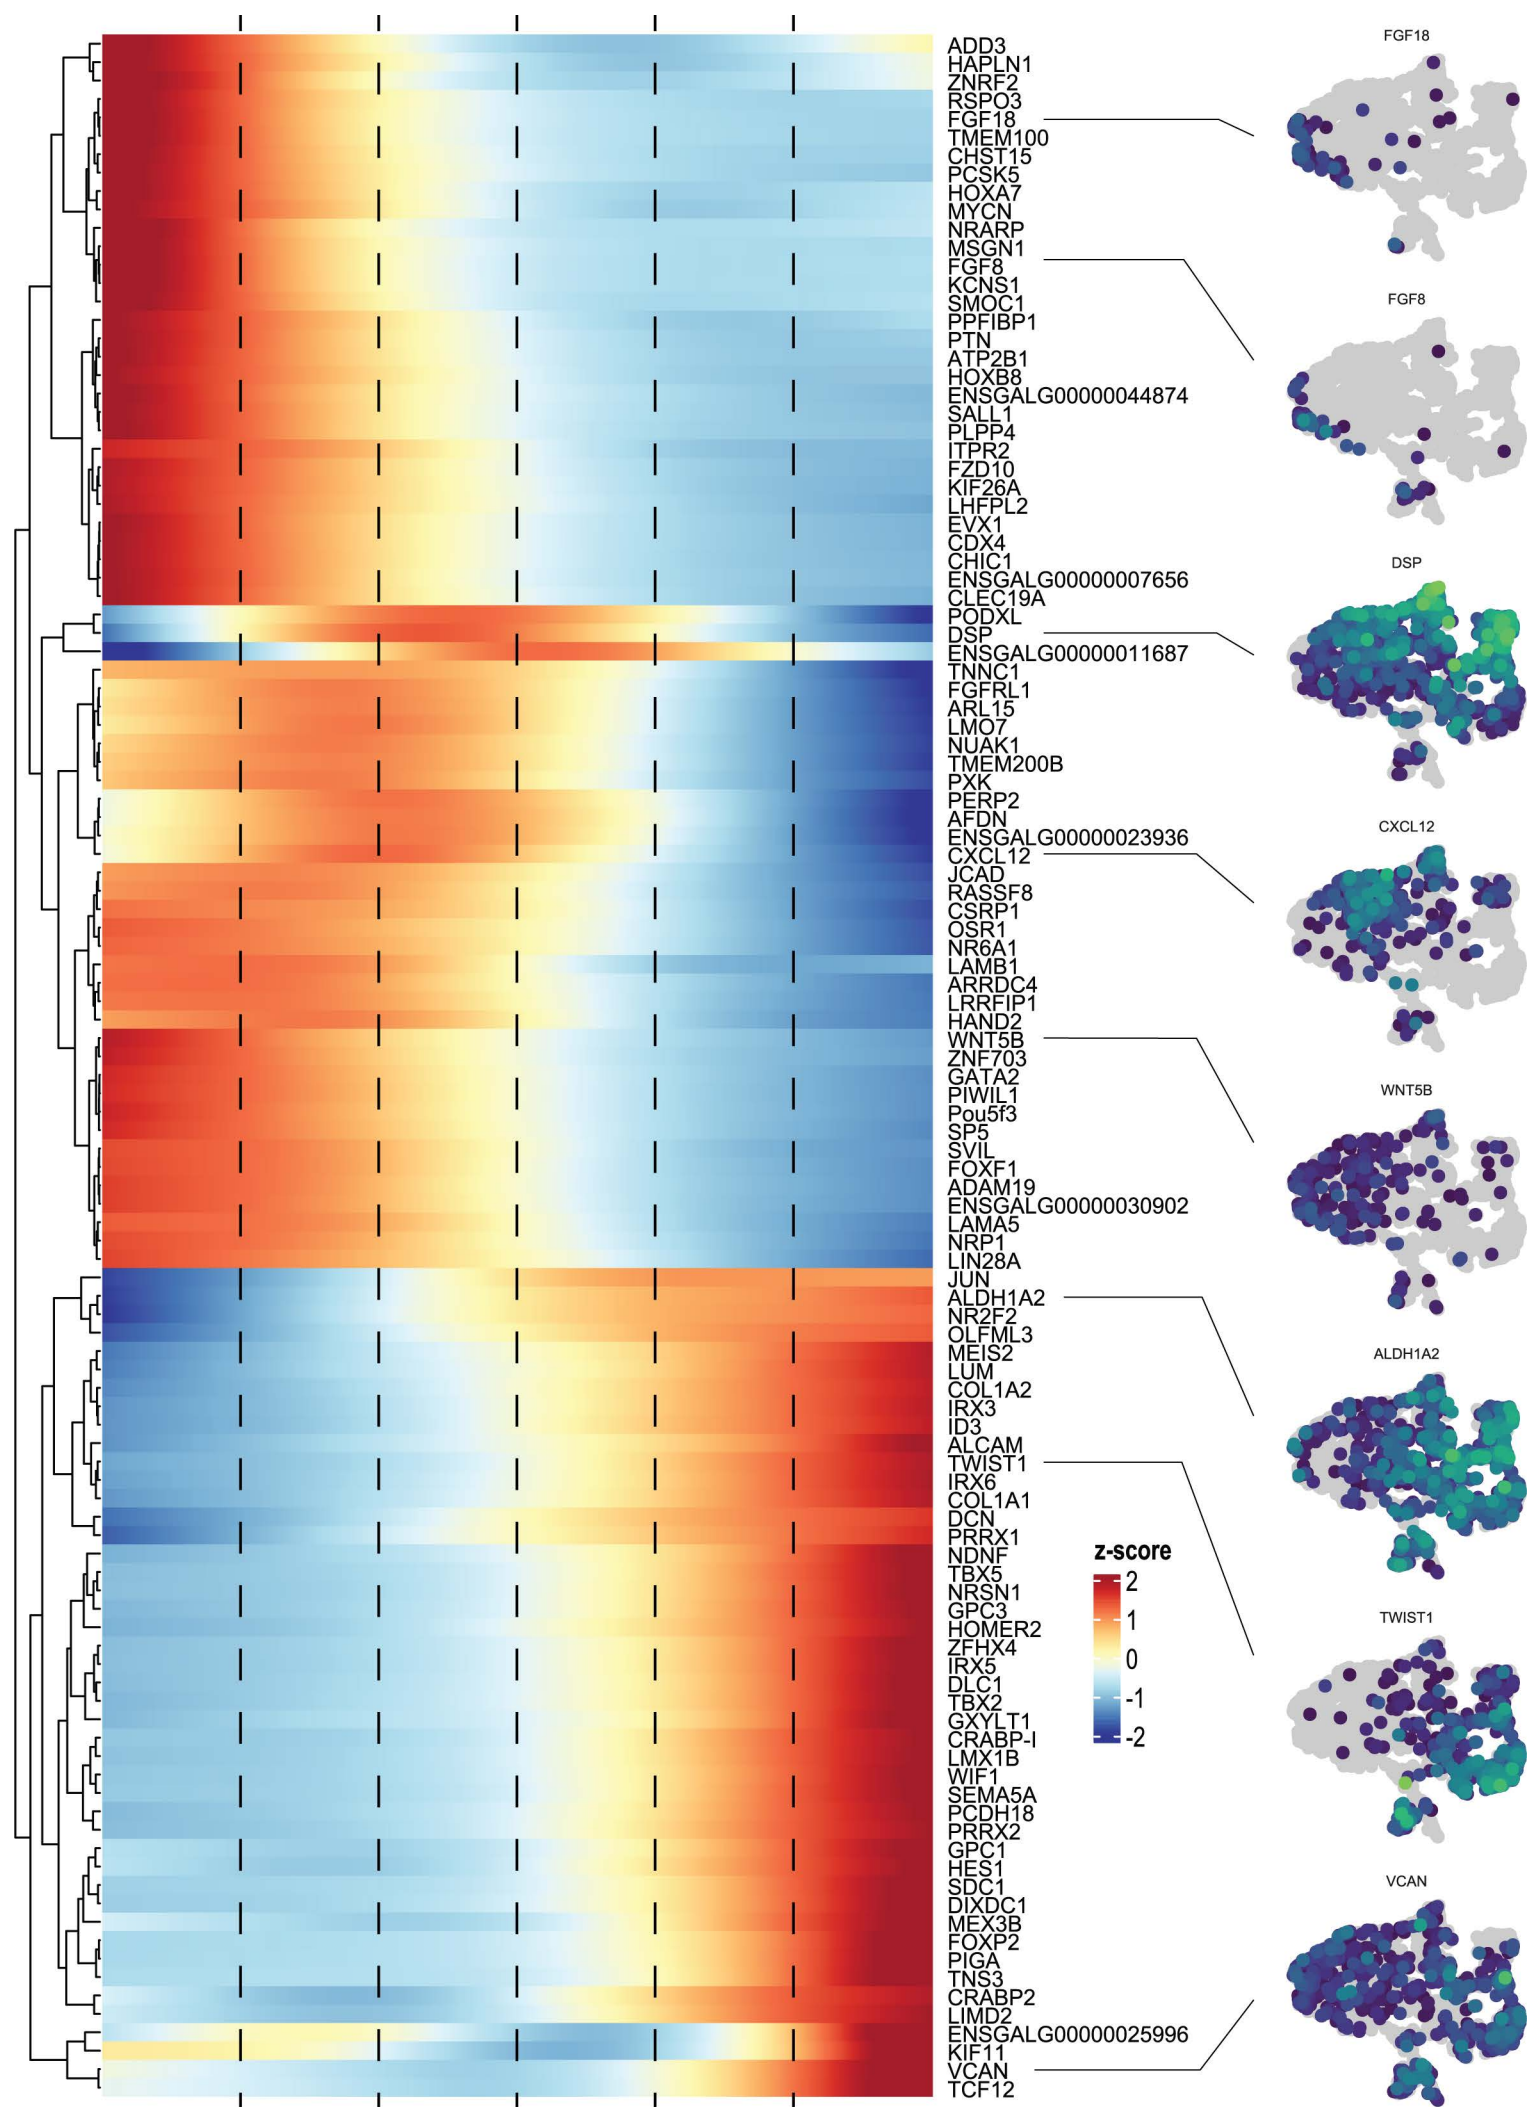 ADD3
HAPLN1
ZNRF2
RSPO3
FGF18
TMEM100
CHST15
PCSK5
HOXA7
MYCN
NRARP
MSGN1
FGF8
KCNS1
SMOC1
PPFIBP1
PTN
ATP2B1
HOXB8
ENSGALG00000044874
SALL1
PLPP4
ITPR2
FZD10
KIF26A
LHFPL2
EVX1
CDX4
CHIC1
ENSGALG00000007656
CLEC19A
PODXL
DSP
ENSGALG00000011687
TNNC1
FGFRL1
ARL15
LMO7
NUAK1
TMEM200B
PXK
PERP2
AFDN
ENSGALG00000023936
CXCL12
JCAD
RASSF8
CSRP1
OSR1
NR6A1
LAMB1
ARRDC4
LRRFIP1
HAND2
WNT5B
ZNF703
GATA2
PIWIL1
Pou5f3
SP5
SVIL
FOXF1
ADAM19
ENSGALG00000030902
LAMA5
NRP1
LIN28A
JUN
ALDH1A2
NR2F2
OLFML3
MEIS2
LUM
COL1A2
IRX3
ID3
ALCAM
TWIST1
IRX6
COL1A1
DCN
PRRX1
NDNF
TBX5
NRSN1
GPC3
HOMER2
ZFHX4
IRX5
DLC1
TBX2
GXYLT1
CRABP-I
LMX1B
WIF1
SEMA5A
PCDH18
PRRX2
GPC1
HES1
SDC1
DIXDC1
MEX3B
FOXP2
PIGA
TNS3
CRABP2
LIMD2
ENSGALG00000025996
KIF11
VCAN
TCF12
z-score
2
1
0
-1
-2
FGF18
FGF8
DSP
CXCL12
WNT5B
ALDH1A2
TWIST1
VCAN